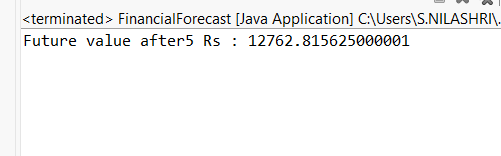 <terminated> FinancialForecast [Java Application] C:\Users\S.NILASHRI\.
Future value after5 Rs : 12762.815625000001